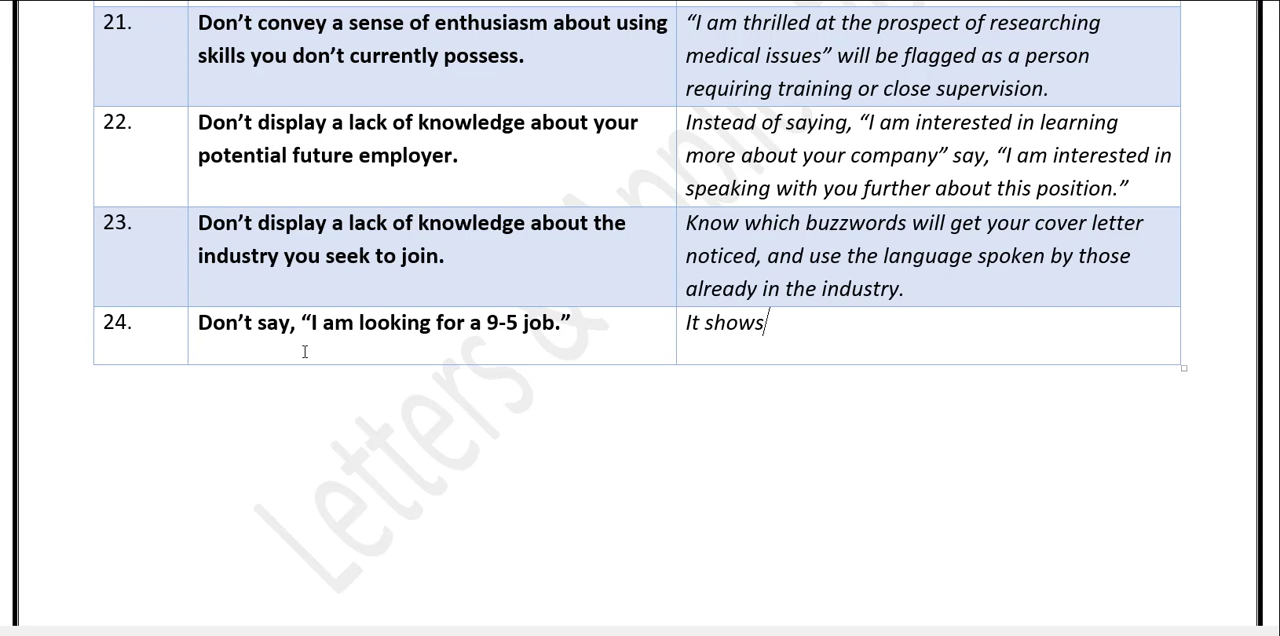 21.
Don’t convey a sense of enthusiasm about using
skills you don’t currently possess.
“I am thrilled at the prospect of researching
medical issues” will be flagged as a person
requiring training or close supervision.
22.
Don’t display a lack of knowledge about your
potential future employer.
Instead of saying, “I am interested in learning
more about your company” say, “I am interested in
speaking with you further about this position.”
23.
Don’t display a lack of knowledge about the
industry you seek to join.
Know which buzzwords will get your cover letter
noticed, and use the language spoken by those
already in the industry.
24.
Don’t say, “I am looking for a 9-5 job.”
It shows
Letters &